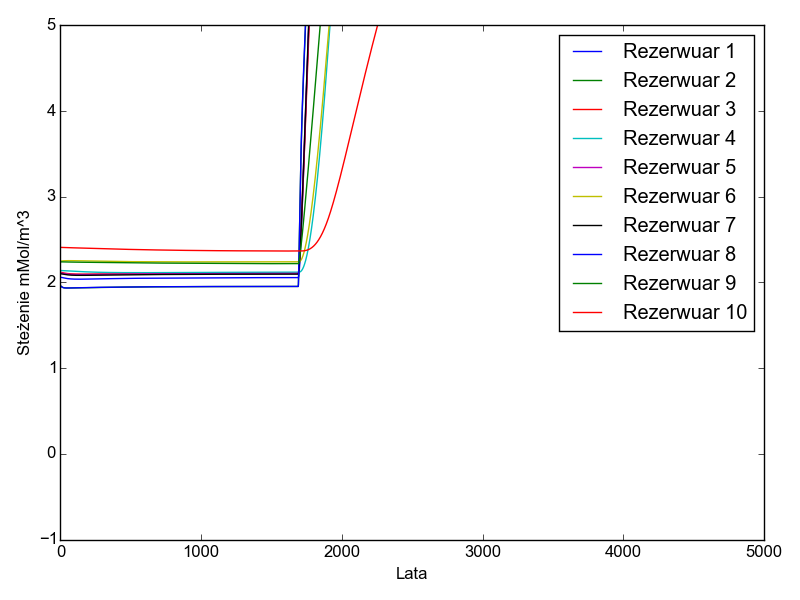 5
4
3
2
1
0
−1
0
1000
2000
3000
4000
5000
Steżenie mMol/m^3
Lata
Rezerwuar 1
Rezerwuar 2
Rezerwuar 3
Rezerwuar 4
Rezerwuar 5
Rezerwuar 6
Rezerwuar 7
Rezerwuar 8
Rezerwuar 9
Rezerwuar 10